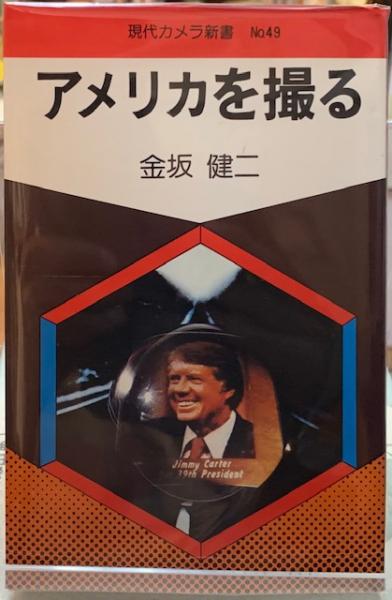 現代カメラ新書 No.49
アメリカを撮る
金坂 健二
Jimmy Carter
39th President